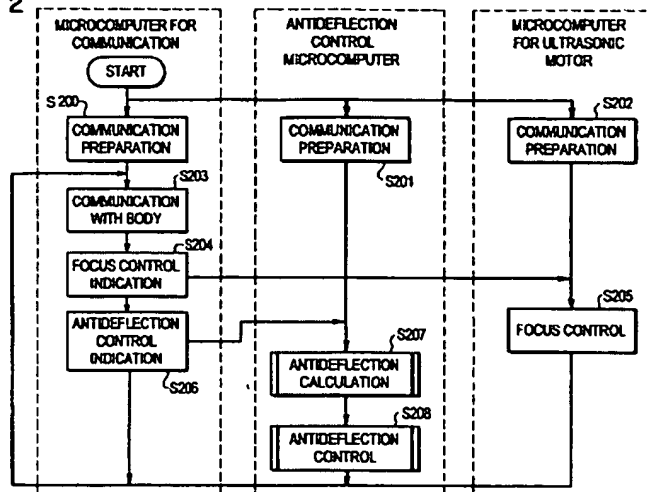 2
MICROCOMPUTER FOR
COMMUNICATION
START
S200
COMMUNICATION
PREPARATION
S203
COMMUNICATION
WITH BODY
S204
FOCUS CONTROL
INDICATION
ANTIDEFLECTION
CONTROL
INDICATION
S206
ANTIDEFLECTION
CONTROL
MICROCOMPUTER
COMMUNICATION
PREPARATION
S201
S207
ANTIDEFLECTION
CALCULATION
S208
ANTIDEFLECTION
CONTROL
MICROCOMPUTER
FOR ULTRASONIC
MOTOR
S202
COMMUNICATION
PREPARATION
S205
FOCUS CONTROL